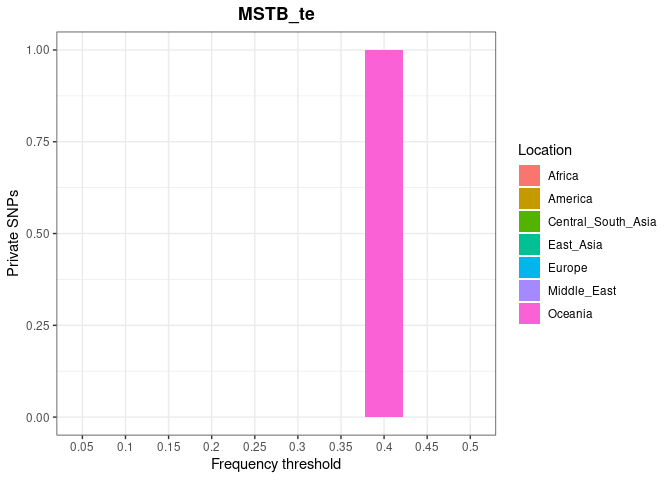 MSTB_te
1.00
0.75
0.50
0.25
0.00
Private SNPs
0.05 0.1 0.15 0.2 0.25 0.3 0.35 0.4 0.45 0.5
Frequency threshold
Location
Africa
America
Central_South_Asia
East_Asia
Europe
Middle_East
Oceania